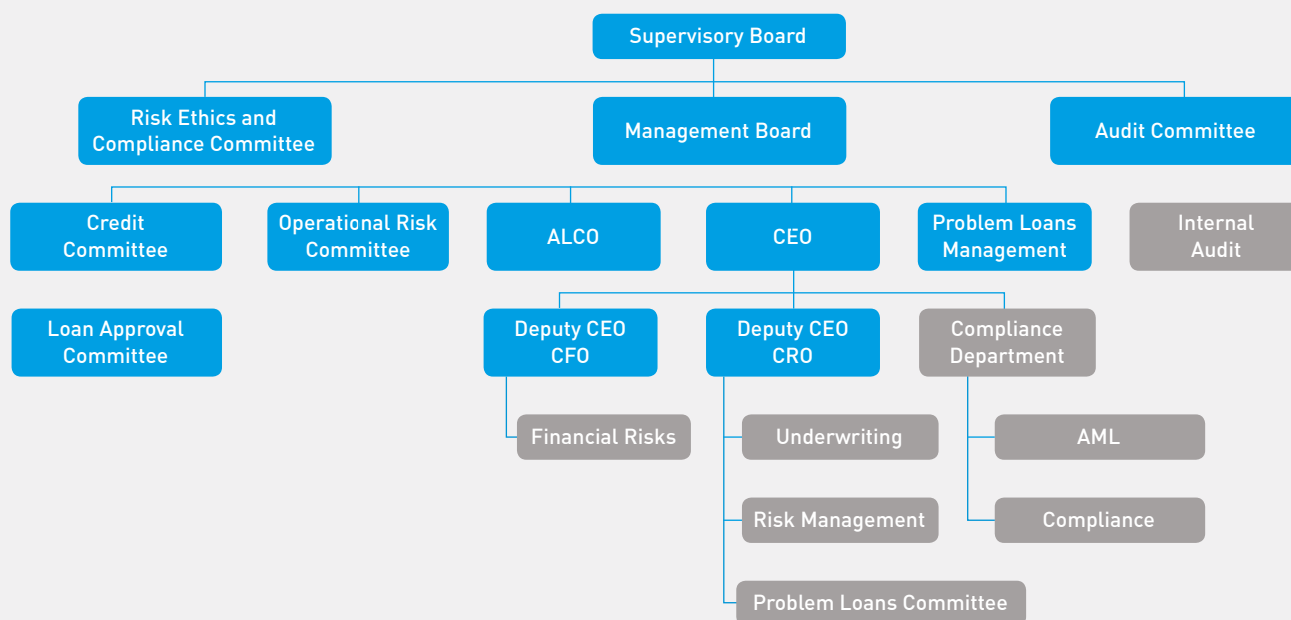 Supervisory Board
Risk Ethics and
Compliance Committee
Management Board
Audit Committee
Credit
Committee
Operational Risk
Committee
ALCO
CEO
Problem Loans
Management
Internal
Audit
Loan Approval
Committee
Deputy CEO
CFO
Deputy CEO
CRO
Compliance
Department
Financial Risks
Underwriting
AML
Risk Management
Compliance
Problem Loans Committee